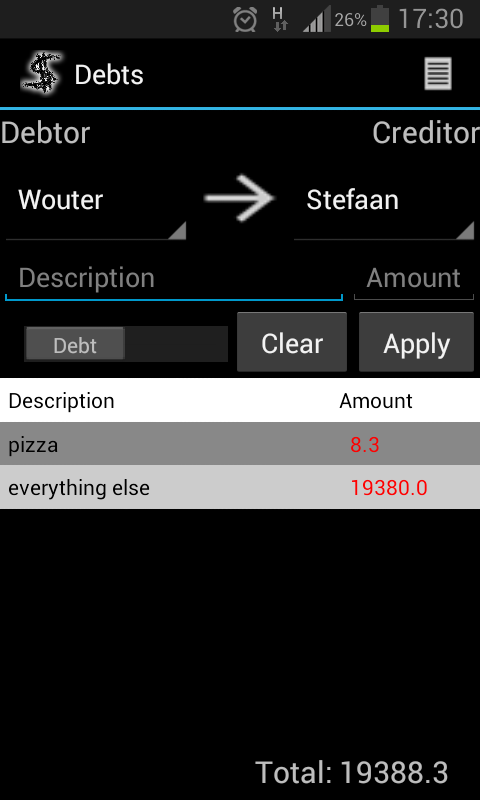 H 26% 17:30
Debts
Debtor Creditor
Wouter Stefaan
Description Amount
Debt Clear Apply
Description Amount
pizza 8.3
everything else 19380.0
Total: 19388.3